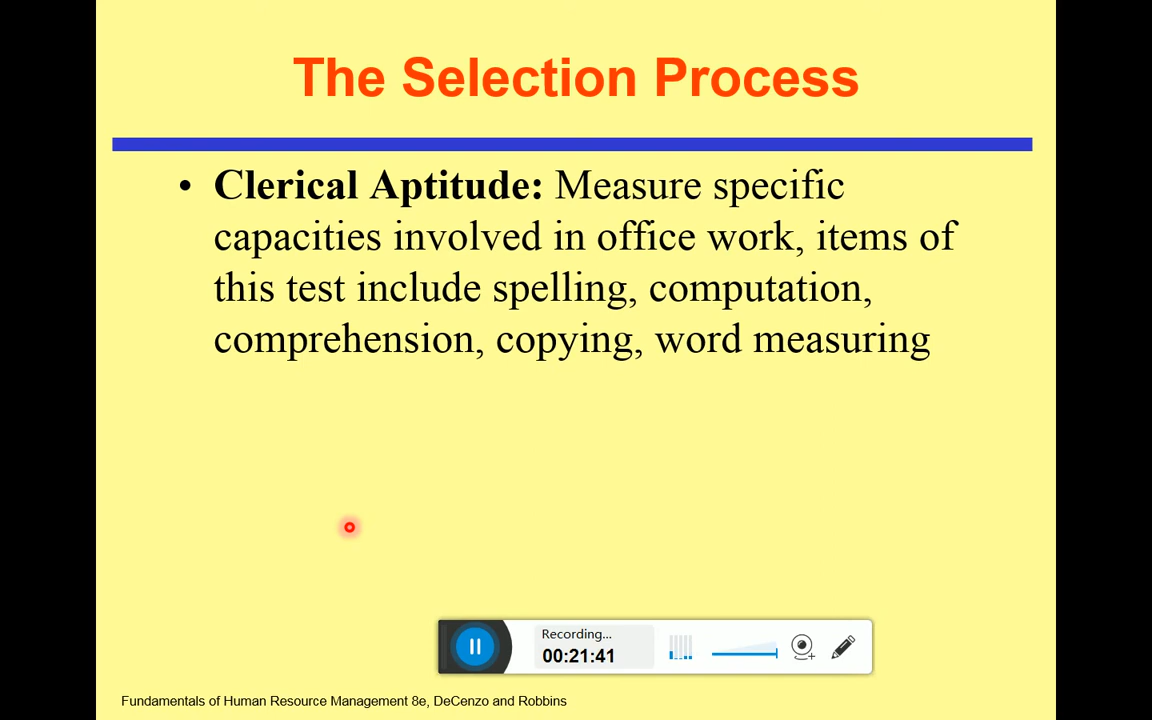 The Selection Process
• Clerical Aptitude: Measure specific
capacities involved in office work, items of
this test include spelling, computation,
comprehension, copying, word measuring
Recording...
00:21:41
Fundamentals of Human Resource Management 8e, DeCenzo and Robbins